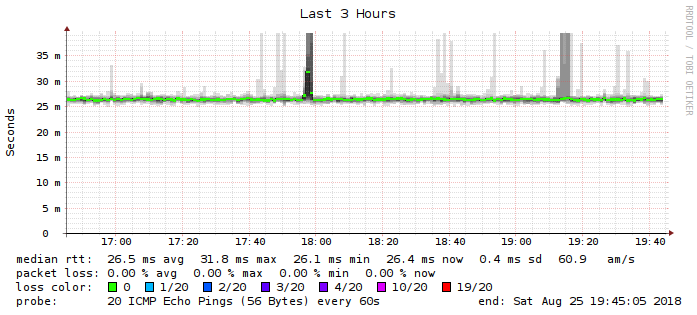 Last 3 Hours
RRDTOOL / TOBI OETIKER
Seconds
35 m
30 m
25 m
20 m
15 m
10 m
5 m
0
17:00 17:20 17:40 18:00 18:20 18:40 19:00 19:20 19:40
median rtt: 26.5 ms avg 31.8 ms max 26.1 ms min 26.4 ms now 0.4 ms sd 60.9 am/s
packet loss: 0.00 % avg 0.00 % max 0.00 % min 0.00 % now
loss color: 0 1/20 2/20 3/20 4/20 10/20 19/20
probe: 20 ICMP Echo Pings (56 Bytes) every 60s end: Sat Aug 25 19:45:05 2018